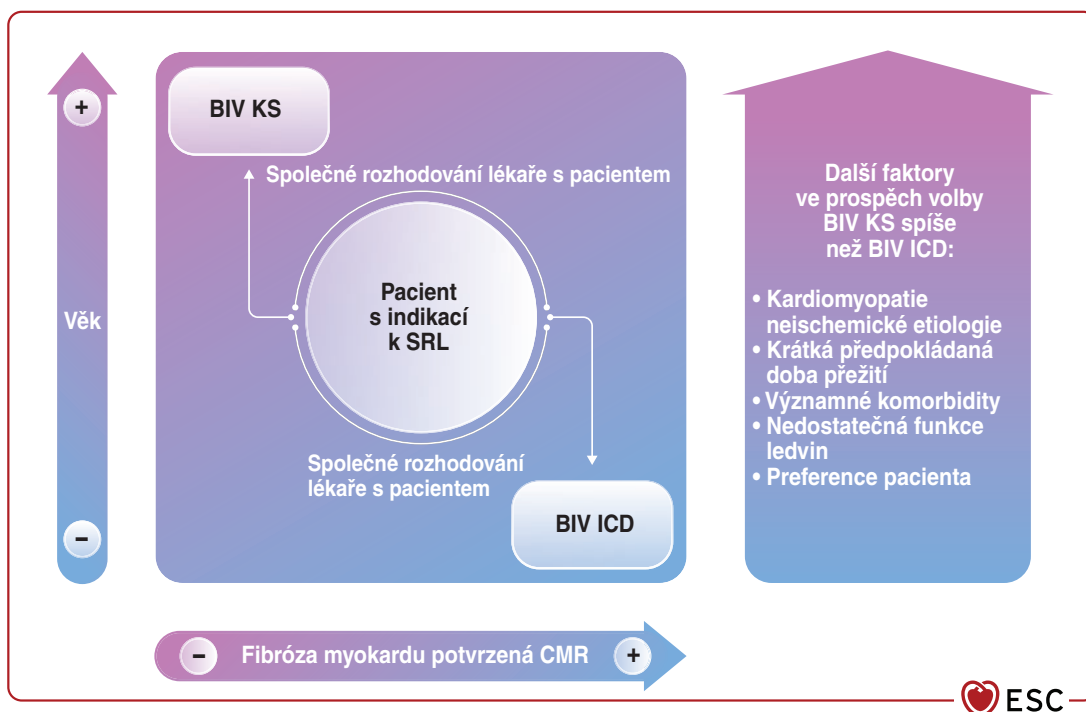 +
BIV KS
Společné rozhodování lékaře s pacientem
Pacient
s indikací
k SRL
Věk
Společné rozhodování
lékaře s pacientem
BIV ICD
–
Další faktory
ve prospěch volby
BIV KS spíše
než BIV ICD:
• Kardiomyopatie
neischemické etiologie
• Krátká předpokládaná
doba přežití
• Významné komorbidity
• Nedostatečná funkce
ledvin
• Preference pacienta
– Fibróza myokardu potvrzená CMR +
ESC